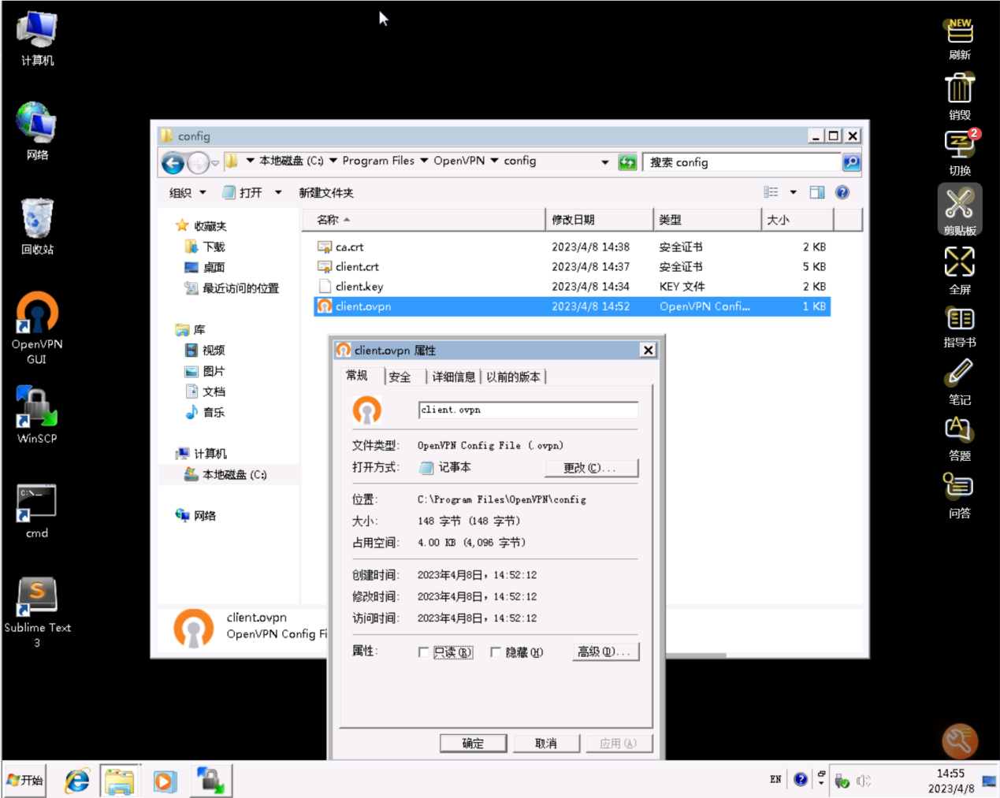 计算机
网络
回收站
OpenVPN
GUI
WinSCP
C:\_
cmd
Sublime Text
3
config
本地磁盘 (C:) Program Files OpenVPN config
搜索 config
组织 打开 新建文件夹
收藏夹
下载
桌面
最近访问的位置
库
视频
图片
文档
音乐
计算机
本地磁盘 (C:)
网络
名称 修改日期 类型 大小
ca.crt 2023/4/8 14:38 安全证书 2 KB
client.crt 2023/4/8 14:37 安全证书 5 KB
client.key 2023/4/8 14:34 KEY 文件 2 KB
client.ovpn 2023/4/8 14:52 OpenVPN Confi... 1 KB
client.ovpn
OpenVPN Config Fi
client.ovpn 属性
常规 安全 详细信息 以前的版本
client.ovpn
文件类型: OpenVPN Config File (.ovpn)
打开方式: 记事本 更改(C)...
位置: C:\Program Files\OpenVPN\config
大小: 148 字节 (148 字节)
占用空间: 4.00 KB (4,096 字节)
创建时间: 2023年4月8日，14:52:12
修改时间: 2023年4月8日，14:52:12
访问时间: 2023年4月8日，14:52:12
属性: 只读(R) 隐藏(H) 高级(D)...
确定 取消 应用(A)
NEW
刷新
销毁
2
切换
剪贴板
全屏
指导书
笔记
答题
问答
开始
EN
14:55
2023/4/8